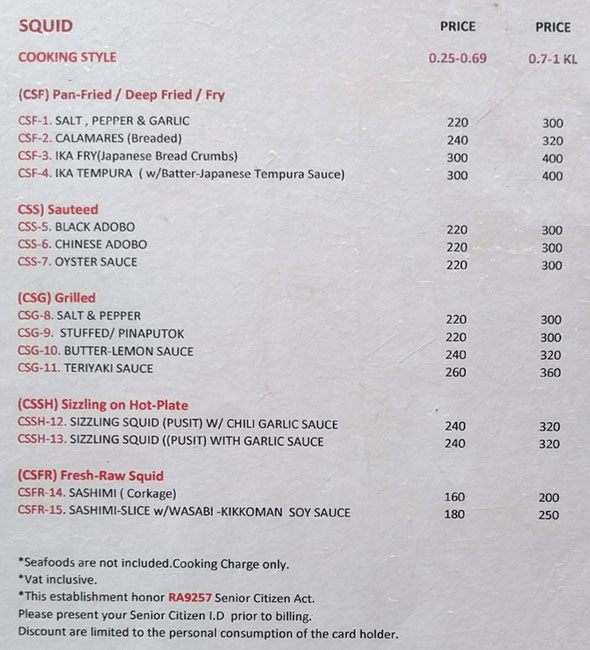 SQUID PRICE PRICE
COOKING STYLE 0.25-0.69 0.7-1 KL
(CSF) Pan-Fried / Deep Fried / Fry
CSF-1. SALT , PEPPER & GARLIC 220 300
CSF-2. CALAMARES (Breaded) 240 320
CSF-3. IKA FRY(Japanese Bread Crumbs) 300 400
CSF-4. IKA TEMPURA ( w/Batter-Japanese Tempura Sauce) 300 400
CSS) Sauteed
CSS-5. BLACK ADOBO 220 300
CSS-6. CHINESE ADOBO 220 300
CSS-7. OYSTER SAUCE 220 300
(CSG) Grilled
CSG-8. SALT & PEPPER 220 300
CSG-9. STUFFED/ PINAPUTOK 220 300
CSG-10. BUTTER-LEMON SAUCE 240 320
CSG-11. TERIYAKI SAUCE 260 360
(CSSH) Sizzling on Hot-Plate
CSSH-12. SIZZLING SQUID (PUSIT) W/ CHILI GARLIC SAUCE 240 320
CSSH-13. SIZZLING SQUID ((PUSIT) WITH GARLIC SAUCE 240 320
(CSFR) Fresh-Raw Squid
CSFR-14. SASHIMI ( Corkage) 160 200
CSFR-15. SASHIMI-SLICE w/WASABI -KIKKOMAN SOY SAUCE 180 250
*Seafoods are not included.Cooking Charge only.
*Vat inclusive.
*This establishment honor RA9257 Senior Citizen Act.
Please present your Senior Citizen I.D prior to billing.
Discount are limited to the personal consumption of the card holder.